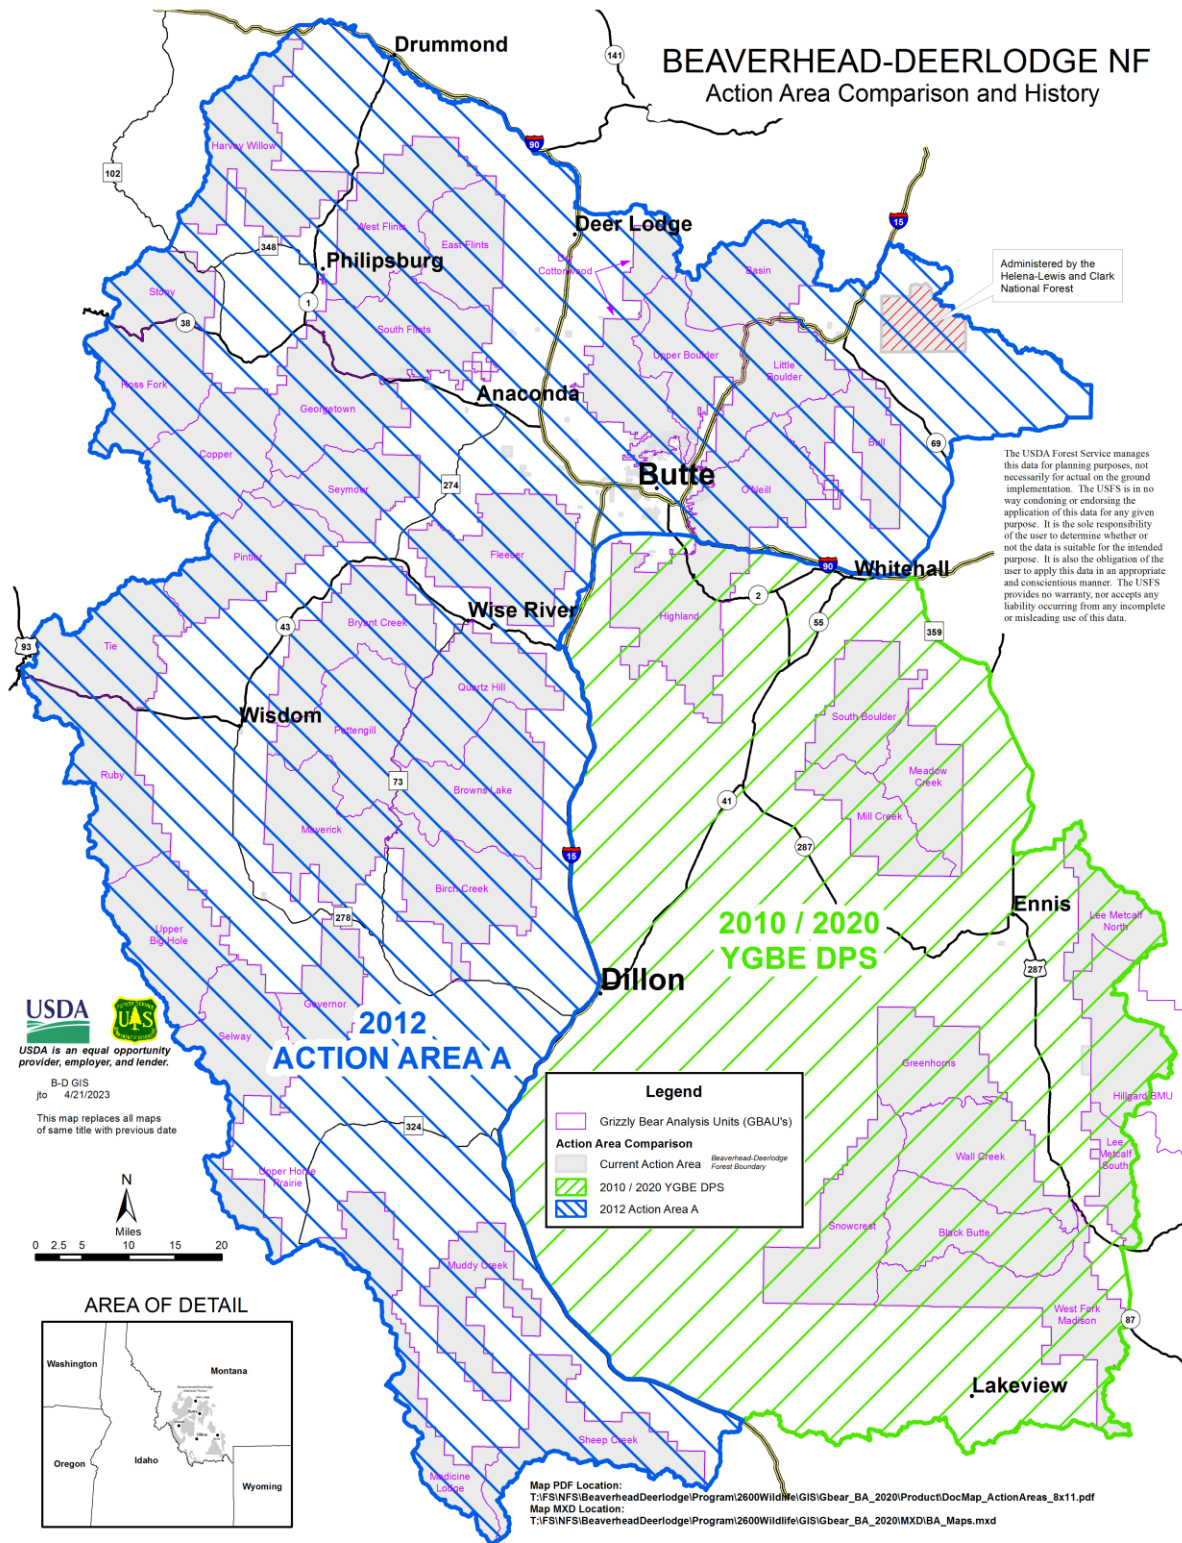 BEAVERHEAD-DEERLODGE NF
Action Area Comparison and History
Drummond
141
90
102
Harvey Willow
15
Deer Lodge
West Flints
East Flints
348
Philipsburg
Cottonwood
Basin
Administered by the
Helena-Lewis and Clark
National Forest
Stony
1
38
South Flints
Upper Boulder
Little
Boulder
Ross Fork
Anaconda
Georgetown
Copper
Bull
69
Seymour
274
Butte
O'Neill
The USDA Forest Service manages
this data for planning purposes, not
necessarily for actual on the ground
implementation. The USFS is in no
way condoning or endorsing the
application of this data for any given
purpose. It is the sole responsibility
of the user to determine whether or
not the data is suitable for the intended
purpose. It is also the obligation of the
user to apply this data in an appropriate
and conscientious manner. The USFS
provides no warranty, nor accepts any
liability occurring from any incomplete
or misleading use of this data.
Pintler
Fleecer
90
Whitehall
2
Wise River
Highland
43
Bryant Creek
55
359
93
Tie
Quartz Hill
Wisdom
Pattengill
South Boulder
Ruby
73
Browns Lake
Meadow
Creek
41
Mill Creek
Maverick
287
15
Birch Creek
278
Ennis
Lee Metcalf
North
2010 / 2020
YGBE DPS
Upper
Big Hole
287
Dillon
USDA
USDA is an equal opportunity
provider, employer, and lender.
Governor
2012
ACTION AREA A
Selway
Greenhorns
B-D GIS
jto 4/21/2023
This map replaces all maps
of same title with previous date
Legend
Grizzly Bear Analysis Units (GBAU's)
Action Area Comparison
Current Action Area
Beaverhead-Deerlodge
Forest Boundary
2010 / 2020 YGBE DPS
2012 Action Area A
Hillgard BMU
324
Lee
Metcalf
South
Wall Creek
Upper Horse
Prairie
N
Miles
0 2.5 5 10 15 20
Snowcrest
Black Butte
Muddy Creek
West Fork
Madison
87
AREA OF DETAIL
Washington
Montana
Oregon
Idaho
Wyoming
Lakeview
Sheep Creek
Medicine
Lodge
Map PDF Location:
T:\FS\NFS\BeaverheadDeerlodge\Program\2600Wildlife\GIS\Gbear_BA_2020\Product\DocMap_ActionAreas_8x11.pdf
Map MXD Location:
T:\FS\NFS\BeaverheadDeerlodge\Program\2600Wildlife\GIS\Gbear_BA_2020\MXD\BA_Maps.mxd